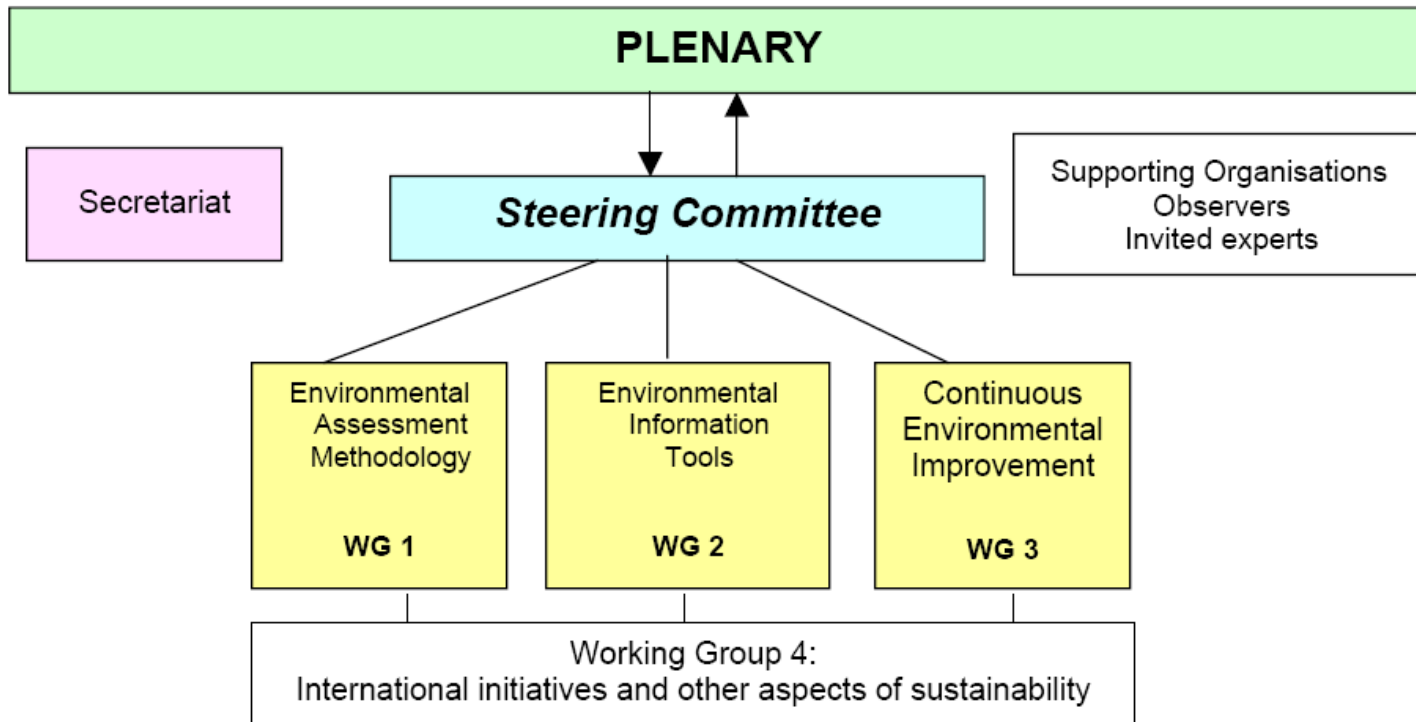 PLENARY
Secretariat
Steering Committee
Supporting Organisations
Observers
Invited experts
Environmental
Assessment
Methodology
WG 1
Environmental
Information
Tools
WG 2
Continuous
Environmental
Improvement
WG 3
Working Group 4:
International initiatives and other aspects of sustainability